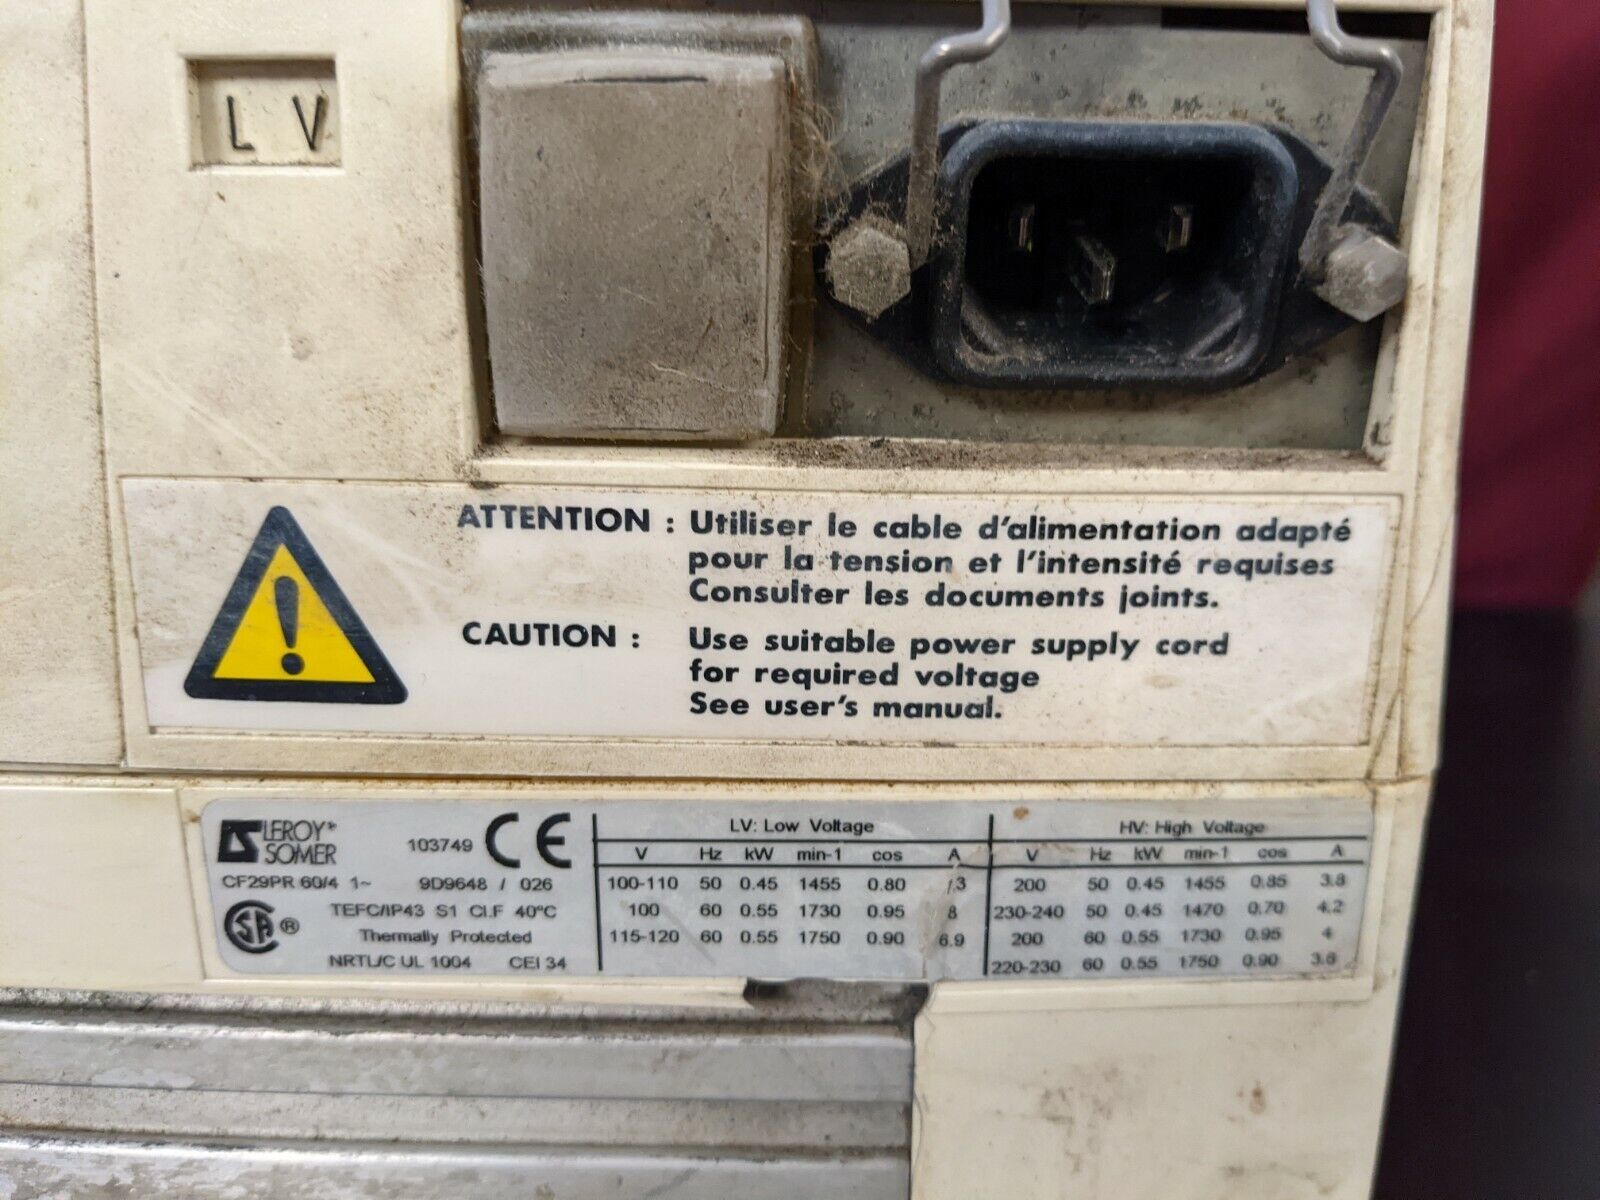 L V
ATTENTION : Utiliser le cable d'alimentation adapté
pour la tension et l'intensité requises
Consulter les documents joints.
CAUTION : Use suitable power supply cord
for required voltage
See user's manual.
LEROY
SOMER
103749 CE
CF29PR 60/4 1~ 9D9648 / 026
TEFC/IP43 S1 Cl.F 40°C
Thermally Protected
NRTL/C UL 1004 CEI 34
SA ®
LV: Low Voltage
V Hz kW min-1 cos A
100-110 50 0.45 1455 0.80
100 60 0.55 1730 0.95 8
115-120 60 0.55 1750 0.90 6.9
HV: High Voltage
V Hz kW min-1 cos A
200 50 0.45 1455 0.85 3.8
230-240 50 0.45 1470 0.70 4.2
200 60 0.55 1730 0.95 4
220-230 60 0.55 1750 0.90